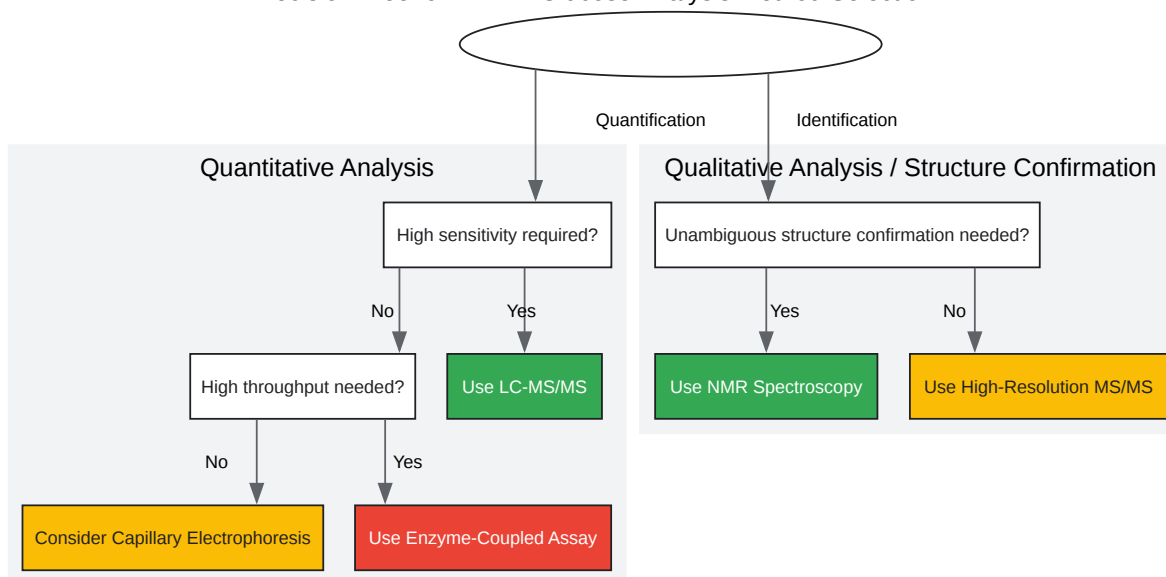 Quantification
Identification
Quantitative Analysis
Qualitative Analysis / Structure Confirmation
High sensitivity required?
Unambiguous structure confirmation needed?
No
Yes
Yes
No
High throughput needed?
Use LC-MS/MS
Use NMR Spectroscopy
Use High-Resolution MS/MS
No
Yes
Consider Capillary Electrophoresis
Use Enzyme-Coupled Assay